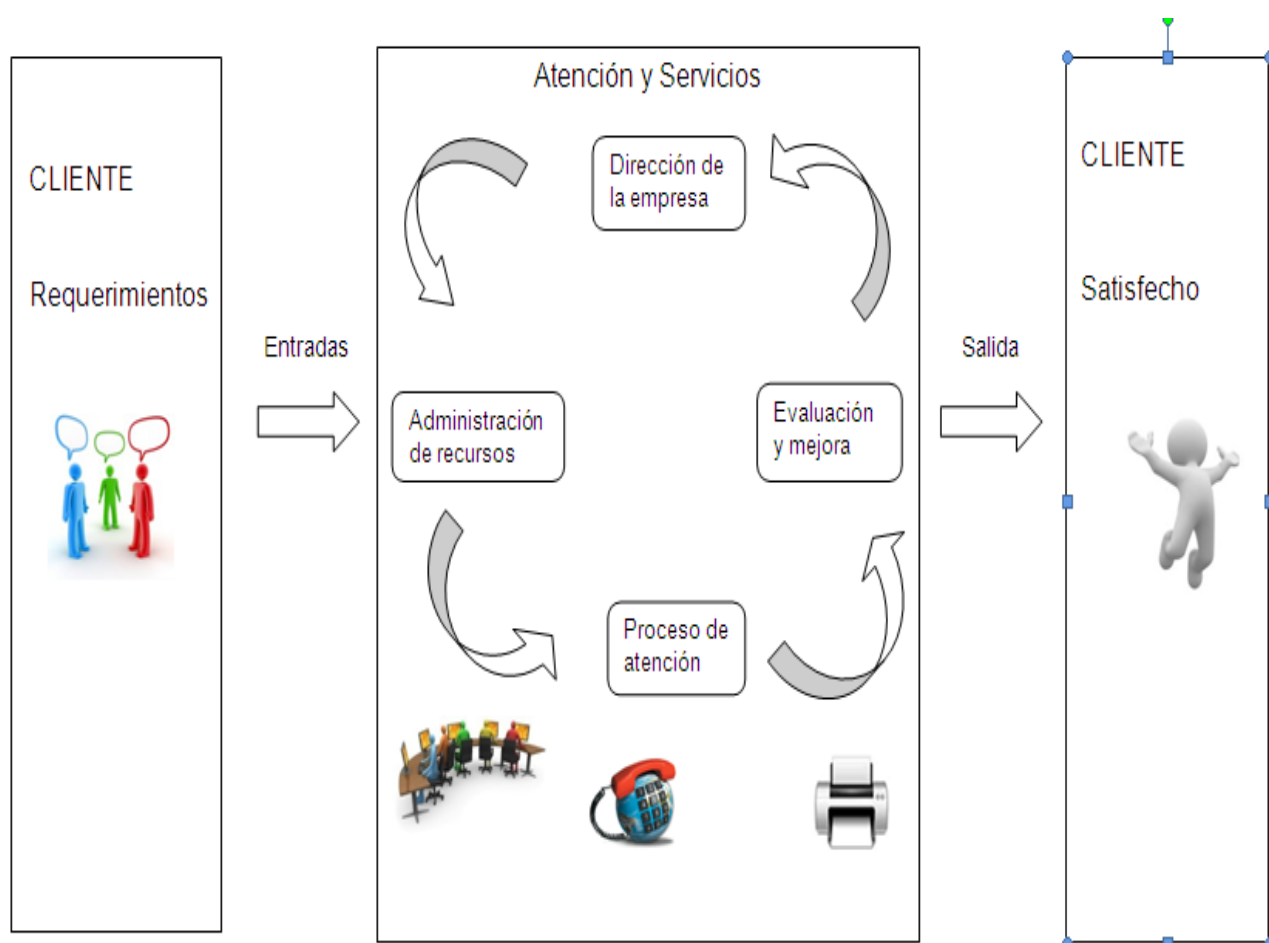 CLIENTE
Requerimientos
Entradas
Atención y Servicios
Dirección de
la empresa
Administración
de recursos
Evaluación
y mejora
Proceso de
atención
Salida
CLIENTE
Satisfecho